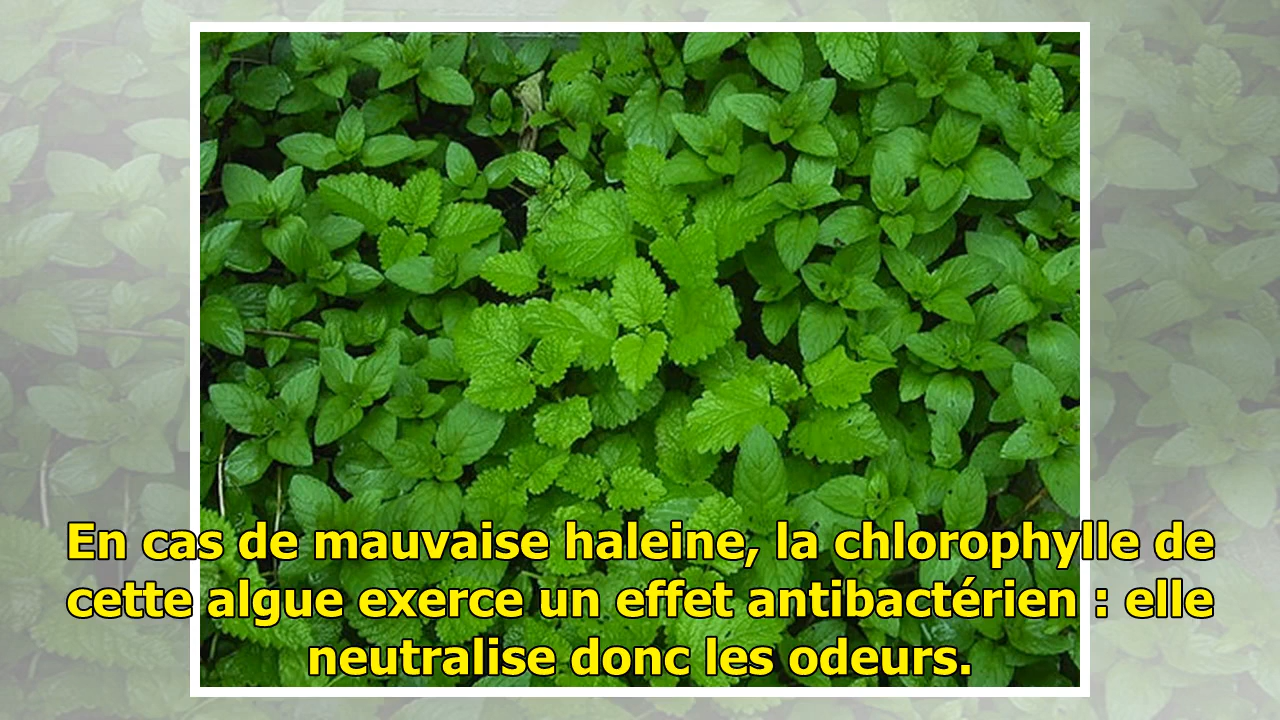 En cas de mauvaise haleine, la chlorophylle de
cette algue exerce un effet antibactérien : elle
neutralise donc les odeurs.